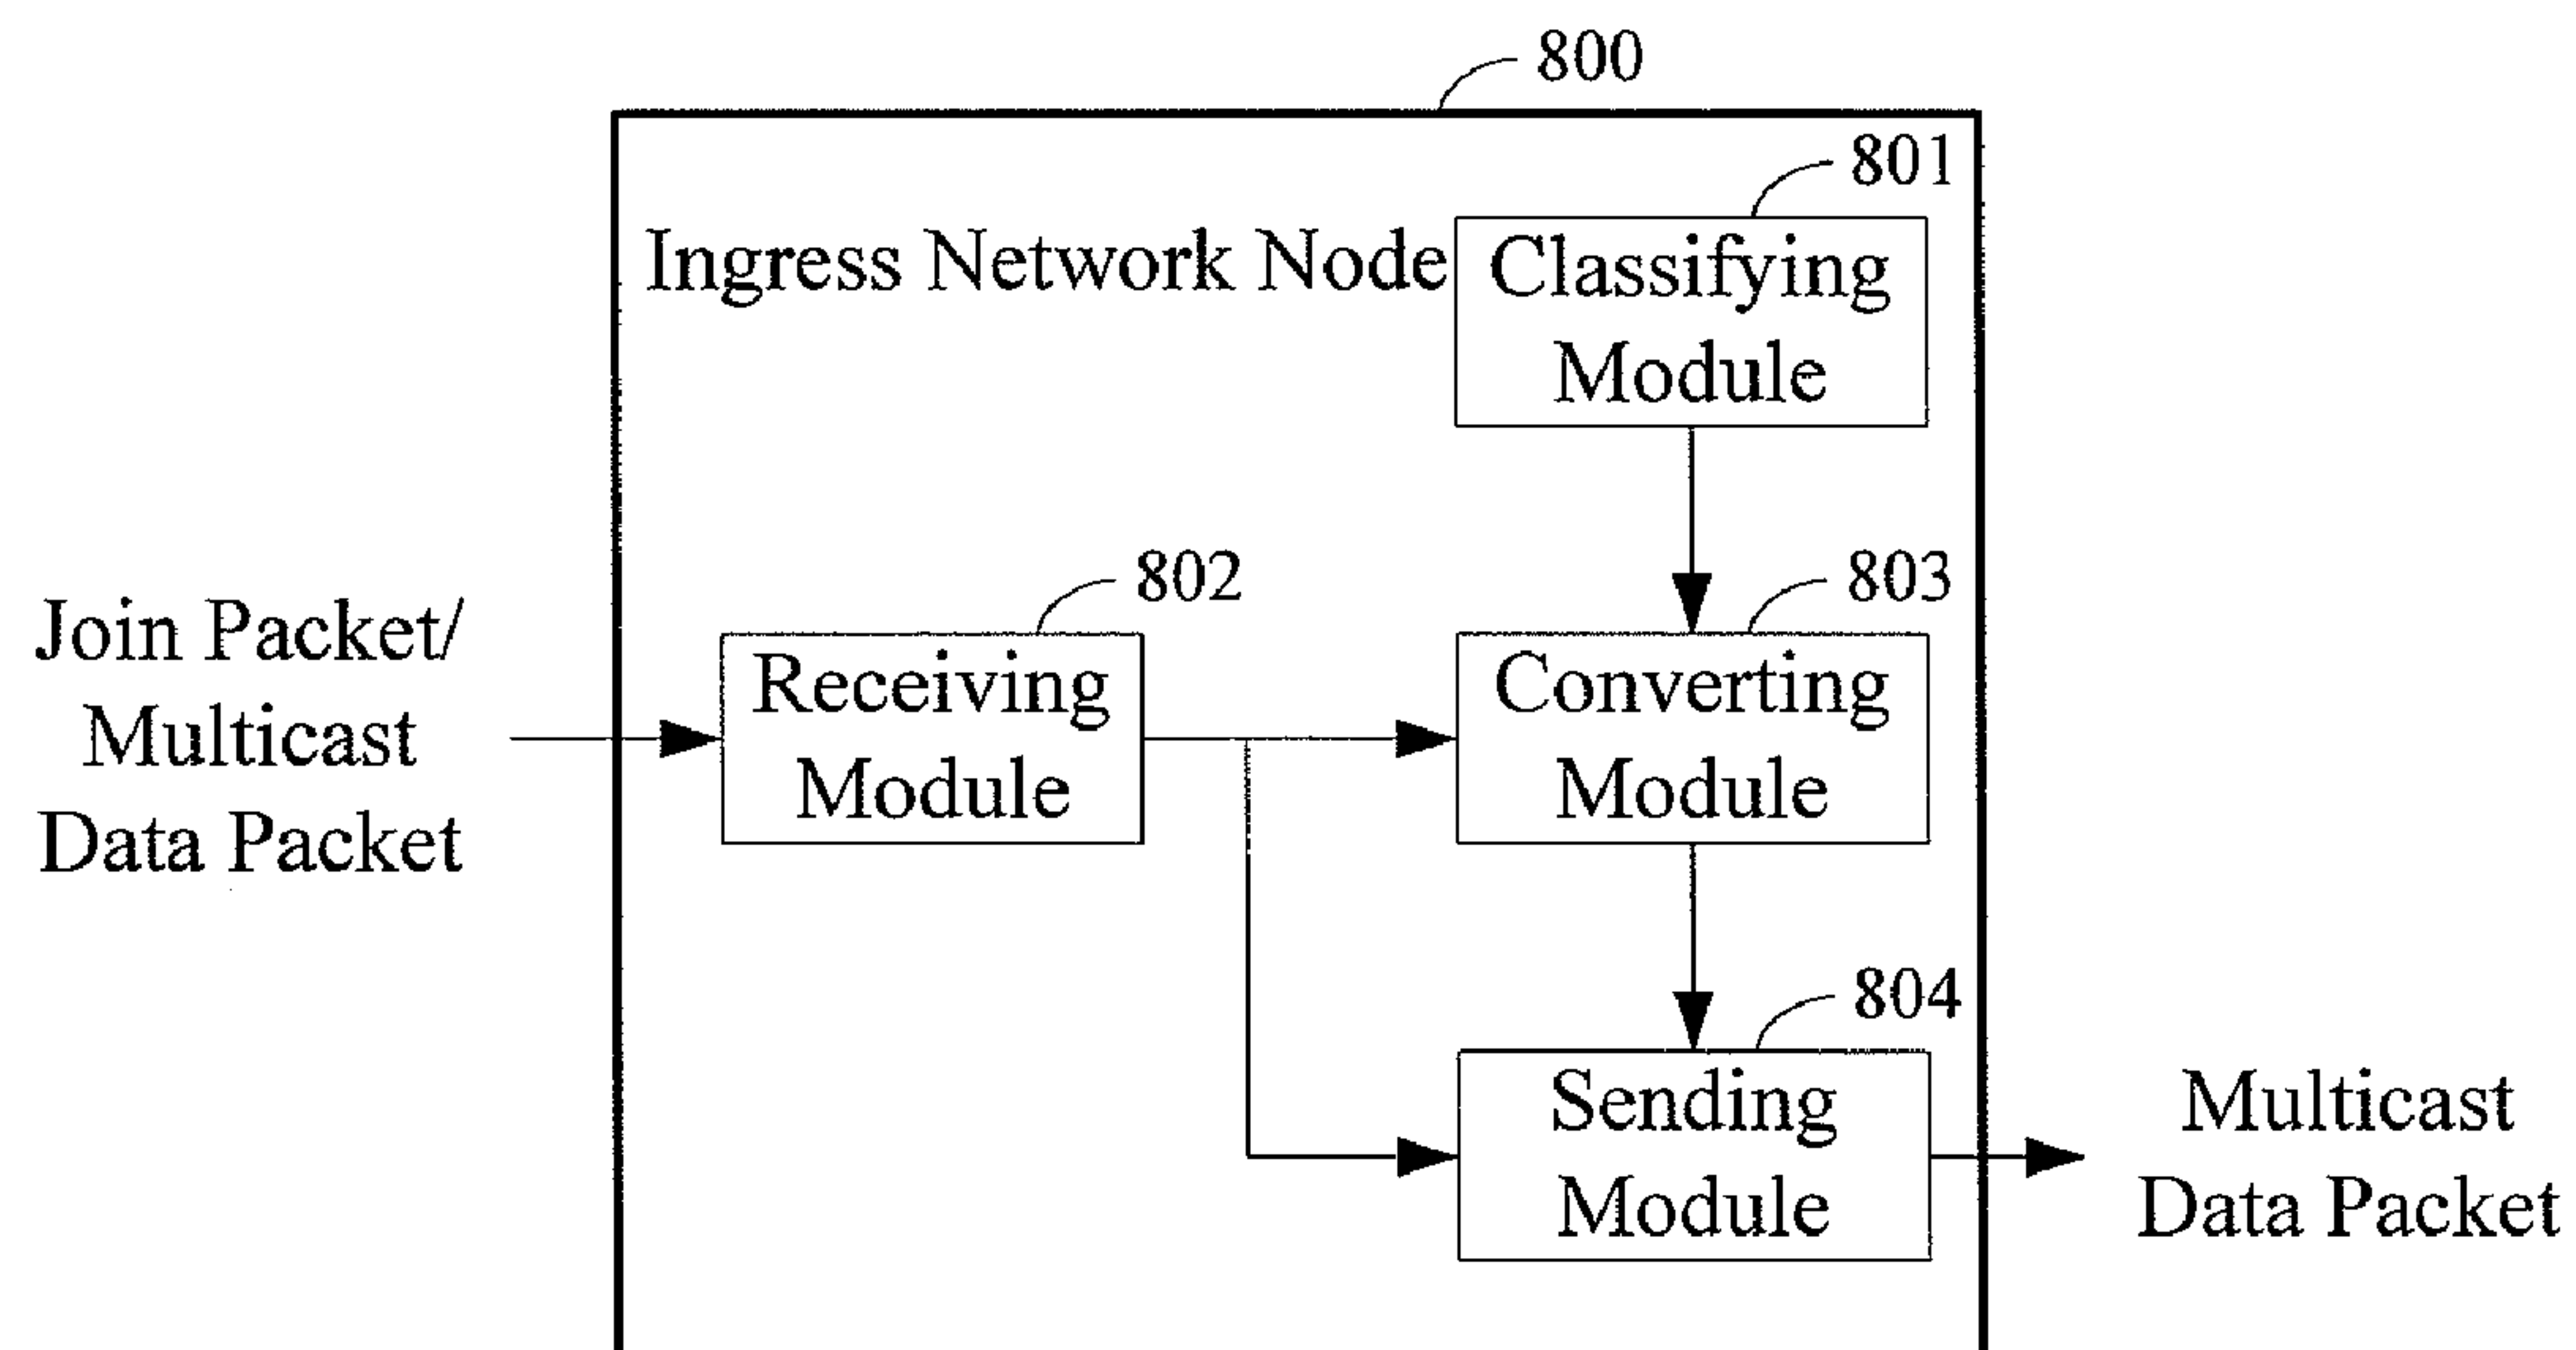 800
801
Ingress Network Node
Classifying
Module
802
803
Join Packet/
Multicast
Data Packet
Receiving
Module
Converting
Module
804
Sending
Module
Multicast
Data Packet